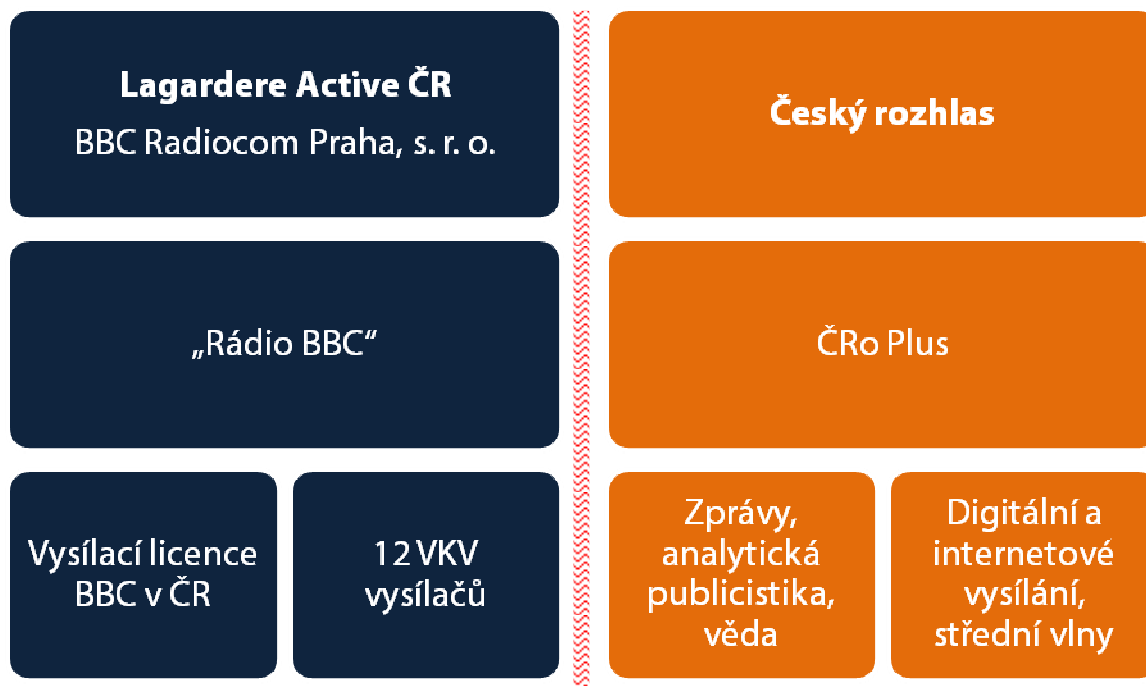 Lagardere Active ČR
BBC Radiocom Praha, s. r. o.
Český rozhlas
„Rádio BBC“
ČRo Plus
Vysílací licence
BBC v ČR
12 VKV
vysílačů
Zprávy,
analytická
publicistika,
věda
Digitální a
internetové
vysílání,
střední vlny